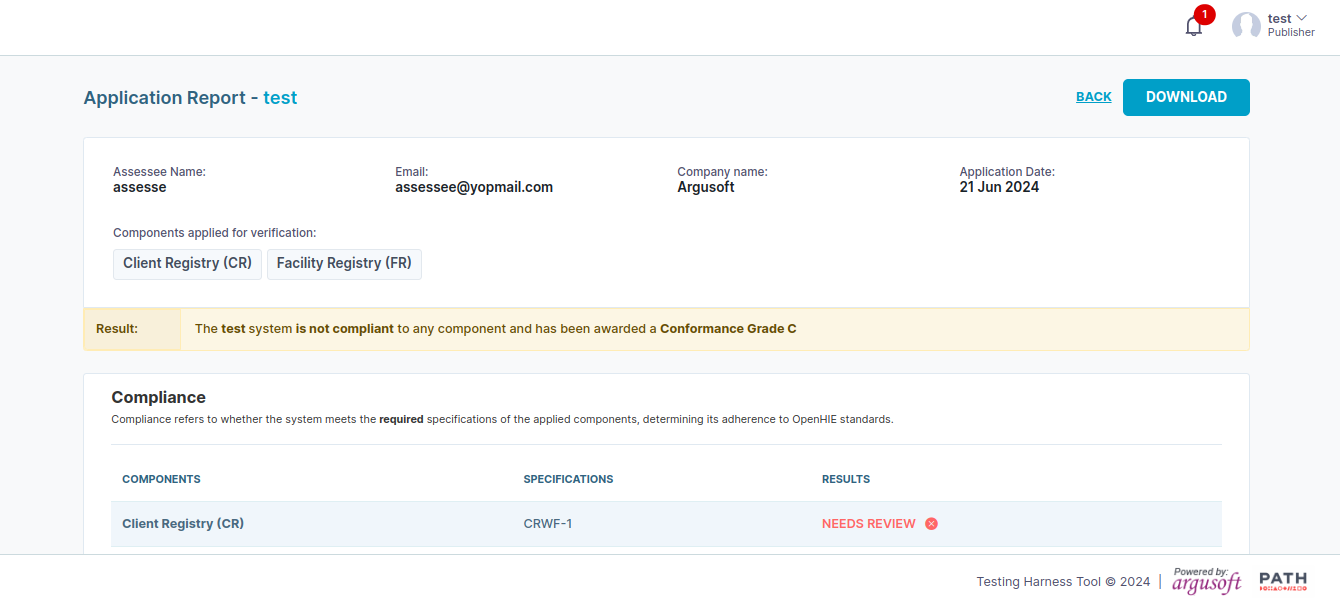 1
test
Publisher
Application Report - test
BACK
DOWNLOAD
Assessee Name:
assesse
Email:
assessee@yopmail.com
Company name:
Argusoft
Application Date:
21 Jun 2024
Components applied for verification:
Client Registry (CR)
Facility Registry (FR)
Result:
The test system is not compliant to any component and has been awarded a Conformance Grade C
Compliance
Compliance refers to whether the system meets the required specifications of the applied components, determining its adherence to OpenHIE standards.
COMPONENTS
SPECIFICATIONS
RESULTS
Client Registry (CR)
CRWF-1
NEEDS REVIEW
Testing Harness Tool © 2024 |
Powered by:
argusoft
PATH